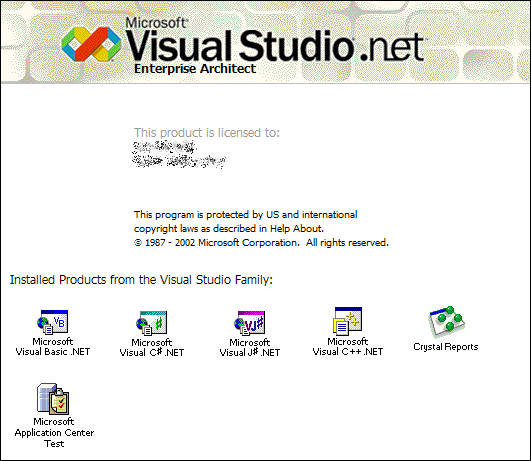 Microsoft®
Visual Studio.net™
Enterprise Architect
This product is licensed to:
This program is protected by US and international
copyright laws as described in Help About.
© 1987 - 2002 Microsoft Corporation.  All rights reserved.
Installed Products from the Visual Studio Family:
VB
Microsoft
Visual Basic .NET
#
Microsoft
Visual C# .NET
VJ#
Microsoft
Visual J# .NET
Microsoft
Visual C++ .NET
Crystal Reports
Microsoft
Application Center
Test